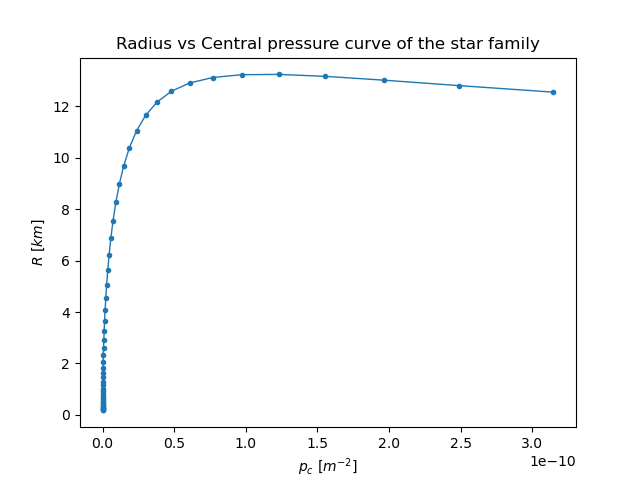 Radius vs Central pressure curve of the star family
12
10
8
6
4
2
0
R [km]
0.0 0.5 1.0 1.5 2.0 2.5 3.0
1e−10
p_c [m^{−2}]